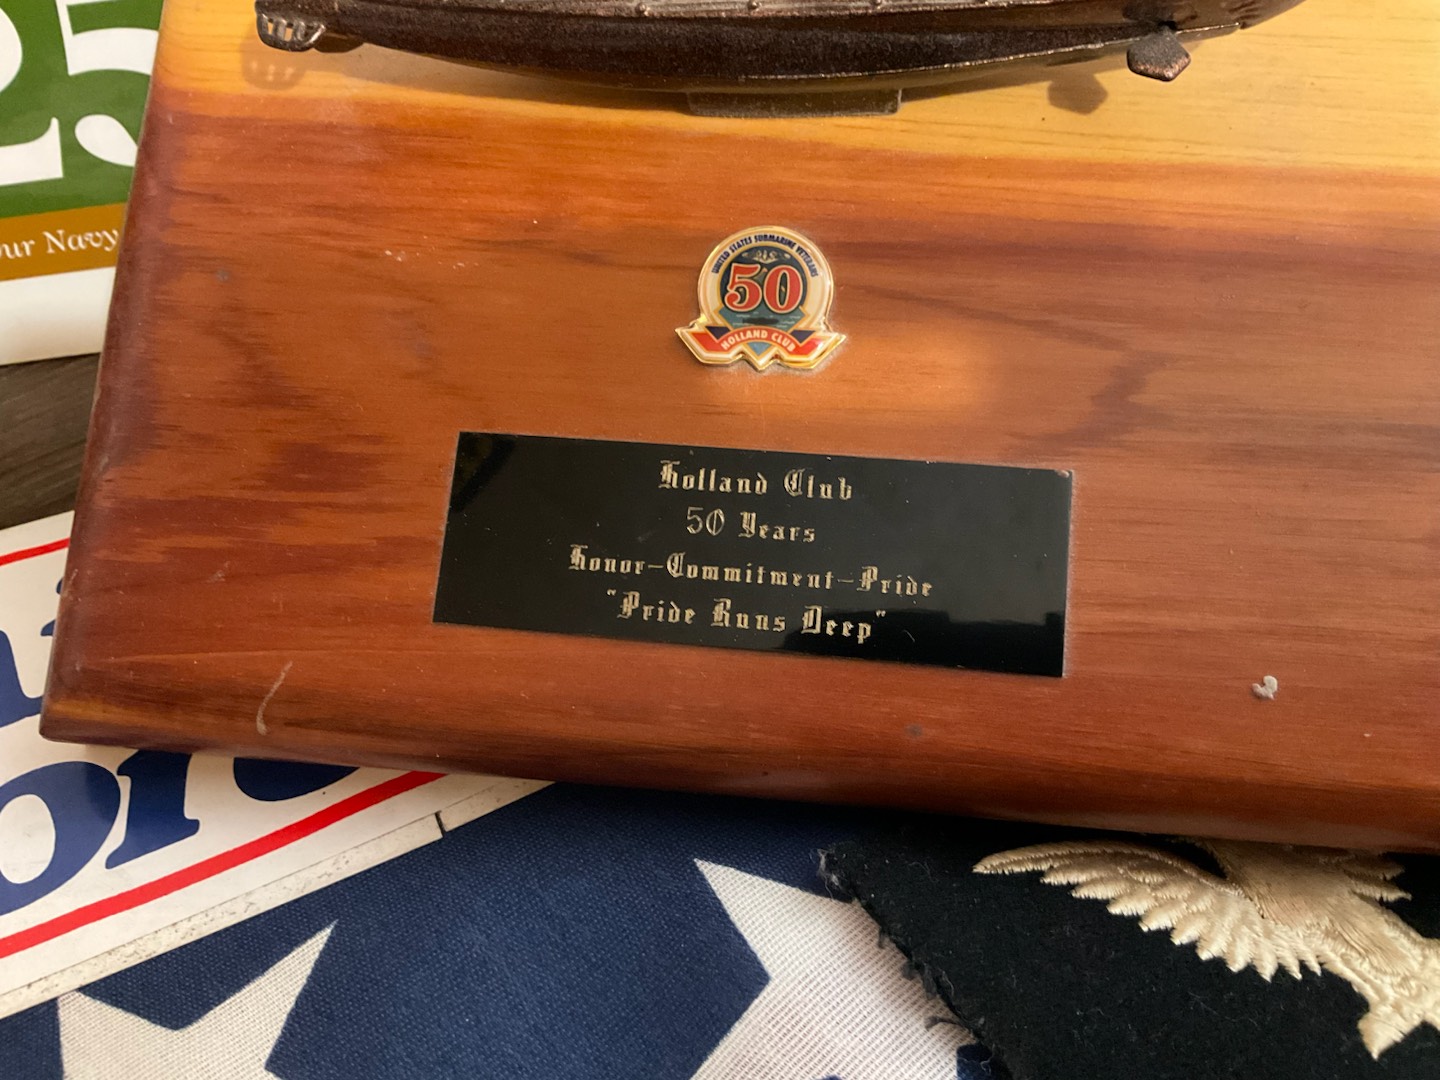 25
ur Navy
UNITED STATES SUBMARINE VETERANS
50
HOLLAND CLUB
Holland Club
50 Years
Honor-Commitment-Pride
"Pride Runs Deep"